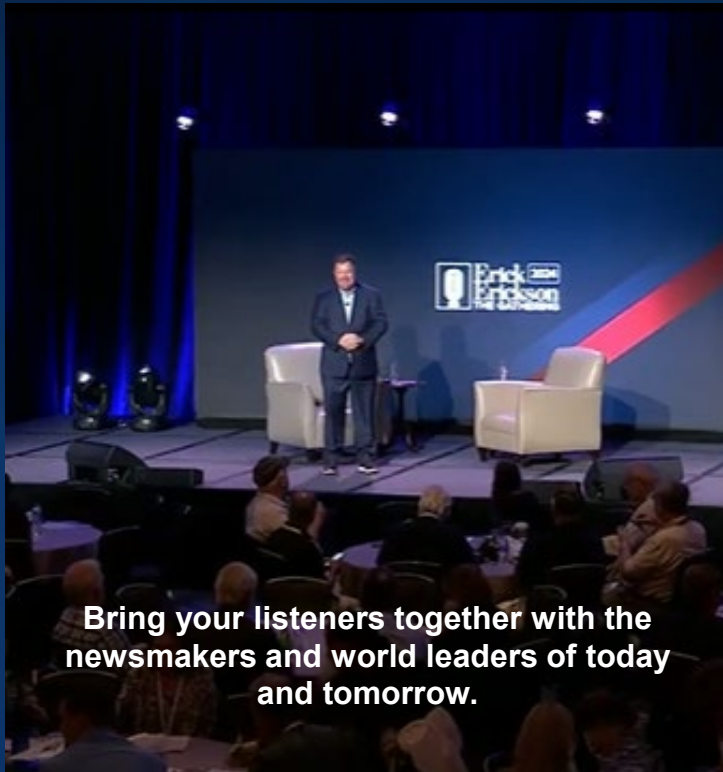 Erick 2024
Erickson
THE GATHERING
Bring your listeners together with the
newsmakers and world leaders of today
and tomorrow.